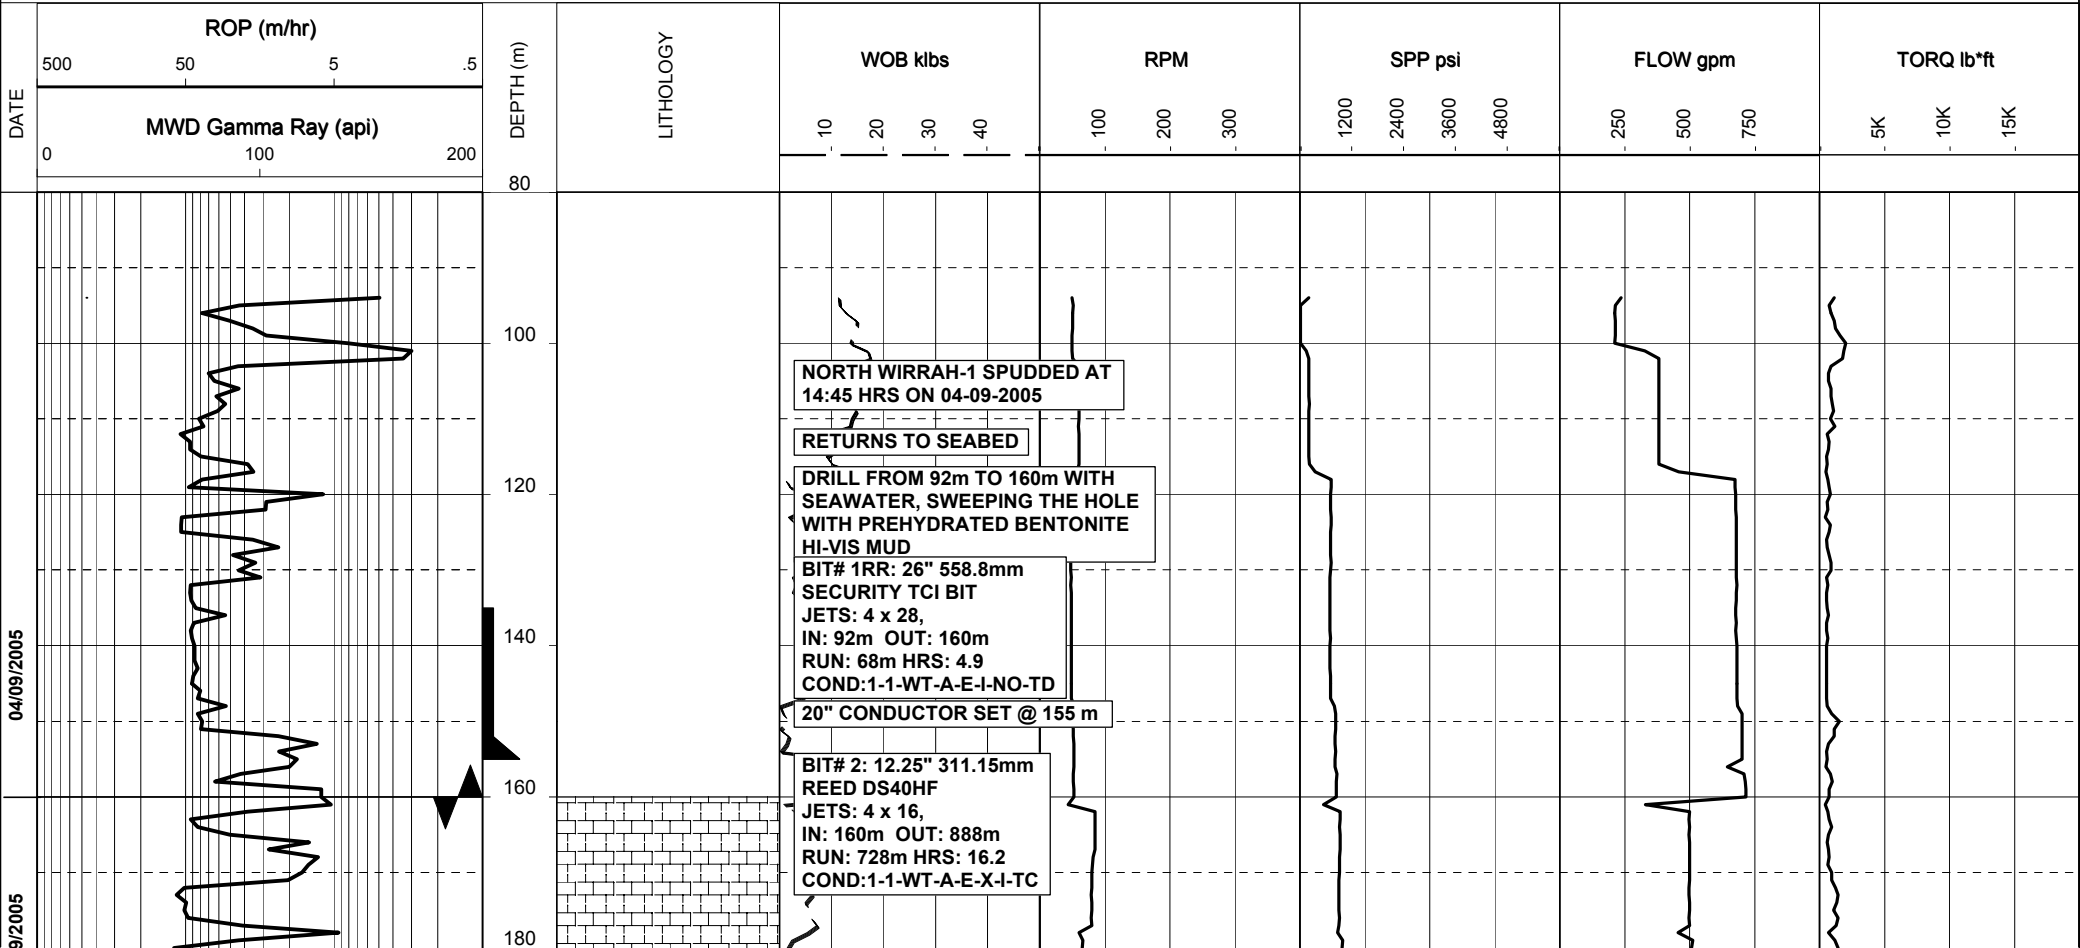 ROP (m/hr)
500 50 5 .5
MWD Gamma Ray (api)
0 100 200
DATE
DEPTH (m)
LITHOLOGY
WOB klbs
10 20 30 40
RPM
100 200 300
SPP psi
1200 2400 3600 4800
FLOW gpm
250 500 750
TORQ lb*ft
5K 10K 15K
80
100
120
140
160
180
04/09/2005
9/2005
NORTH WIRRAH-1 SPUDDED AT
14:45 HRS ON 04-09-2005
RETURNS TO SEABED
DRILL FROM 92m TO 160m WITH
SEAWATER, SWEEPING THE HOLE
WITH PREHYDRATED BENTONITE
HI-VIS MUD
BIT# 1RR: 26" 558.8mm
SECURITY TCI BIT
JETS: 4 x 28,
IN: 92m OUT: 160m
RUN: 68m HRS: 4.9
COND:1-1-WT-A-E-I-NO-TD
20" CONDUCTOR SET @ 155 m
BIT# 2: 12.25" 311.15mm
REED DS40HF
JETS: 4 x 16,
IN: 160m OUT: 888m
RUN: 728m HRS: 16.2
COND:1-1-WT-A-E-X-I-TC